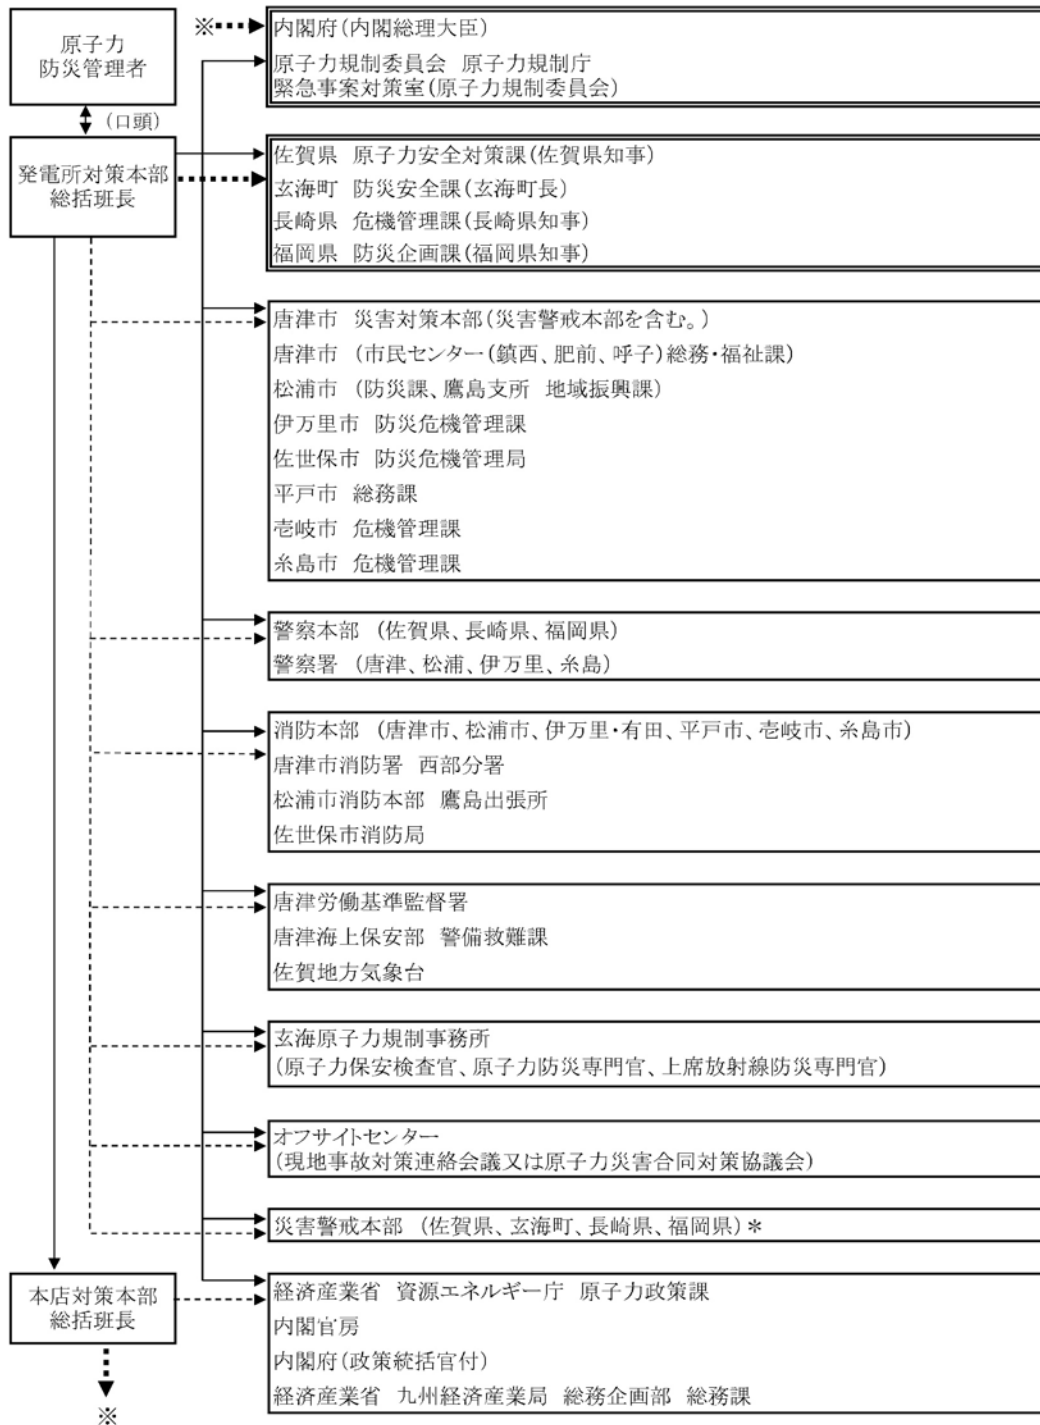 原子力
防災管理者
(口頭)
発電所対策本部
総括班長
※
内閣府(内閣総理大臣)
原子力規制委員会 原子力規制庁
緊急事案対策室(原子力規制委員会)
佐賀県 原子力安全対策課(佐賀県知事)
玄海町 防災安全課(玄海町長)
長崎県 危機管理課(長崎県知事)
福岡県 防災企画課(福岡県知事)
唐津市 災害対策本部(災害警戒本部を含む。)
唐津市 (市民センター(鎮西、肥前、呼子)総務・福祉課)
松浦市 (防災課、鷹島支所 地域振興課)
伊万里市 防災危機管理課
佐世保市 防災危機管理局
平戸市 総務課
壱岐市 危機管理課
糸島市 危機管理課
警察本部 (佐賀県、長崎県、福岡県)
警察署 (唐津、松浦、伊万里、糸島)
消防本部 (唐津市、松浦市、伊万里・有田、平戸市、壱岐市、糸島市)
唐津市消防署 西部分署
松浦市消防本部 鷹島出張所
佐世保市消防局
唐津労働基準監督署
唐津海上保安部 警備救難課
佐賀地方気象台
玄海原子力規制事務所
(原子力保安検査官、原子力防災専門官、上席放射線防災専門官)
オフサイトセンター
(現地事故対策連絡会議又は原子力災害合同対策協議会)
災害警戒本部 (佐賀県、玄海町、長崎県、福岡県)*
本店対策本部
総括班長
※
経済産業省 資源エネルギー庁 原子力政策課
内閣官房
内閣府(政策統括官付)
経済産業省 九州経済産業局 総務企画部 総務課